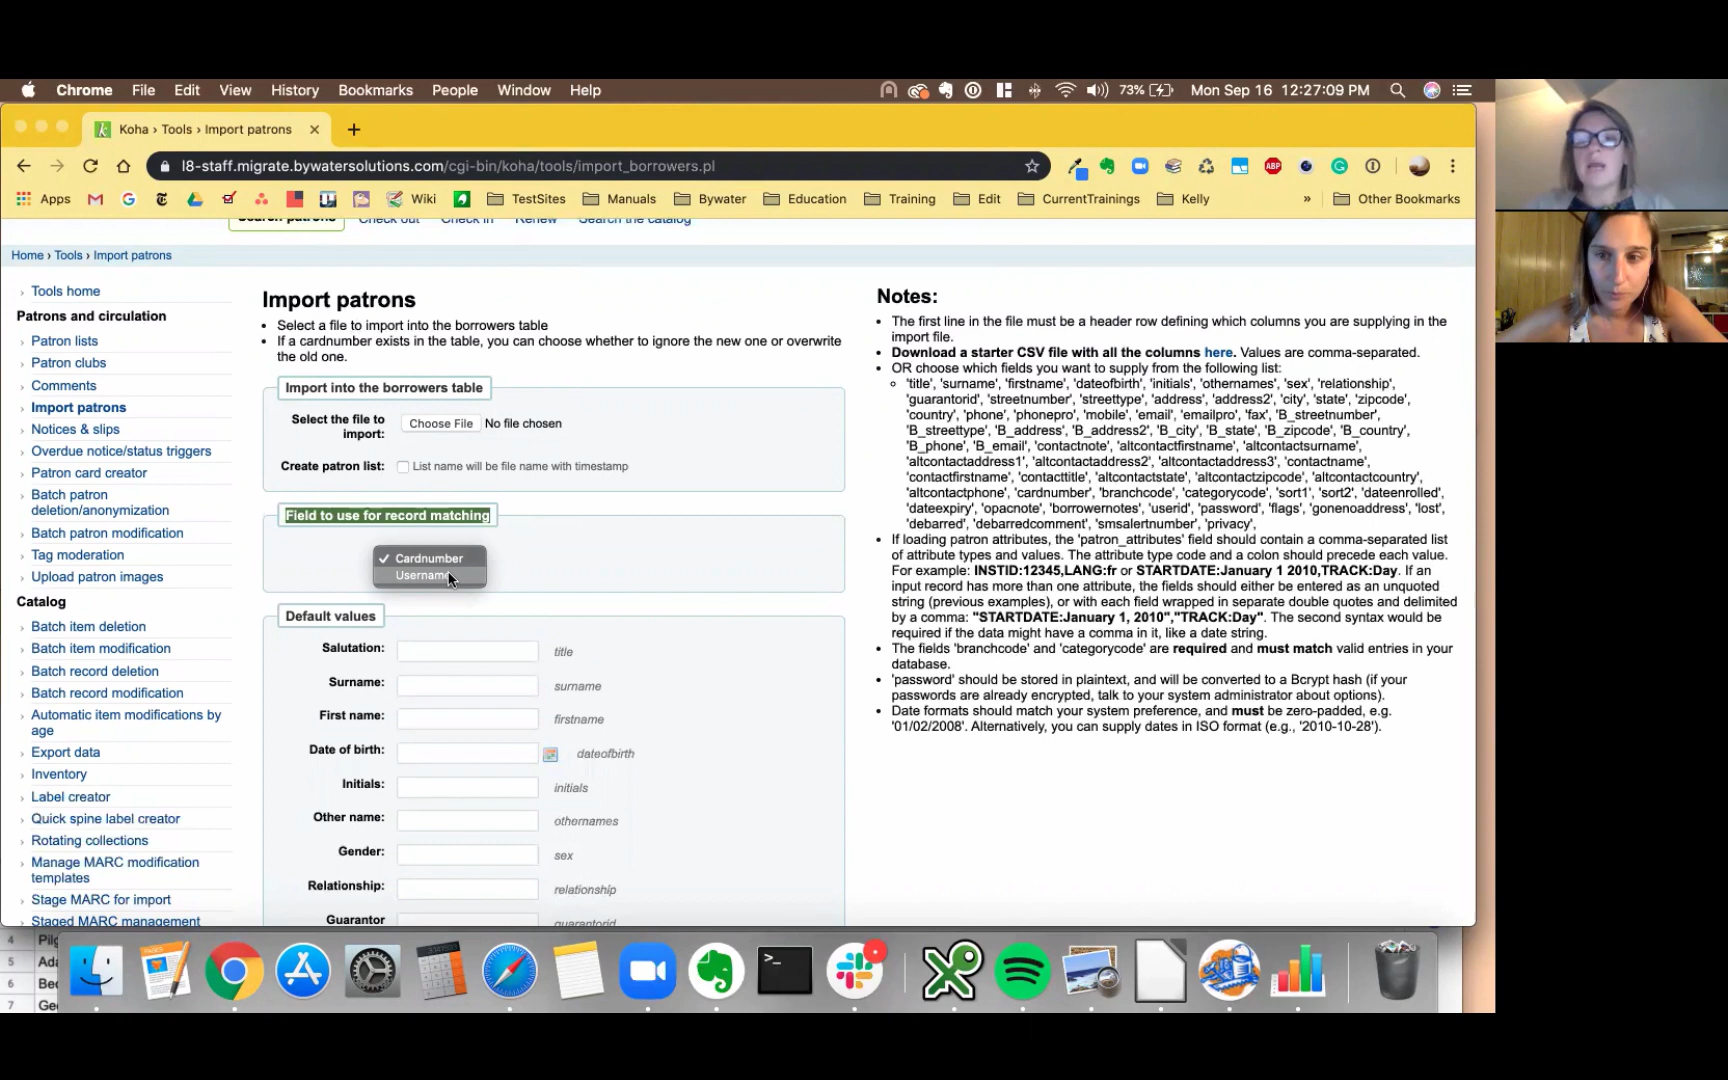 Chrome File Edit View History Bookmarks People Window Help 73% Mon Sep 16 12:27:09 PM
Koha › Tools › Import patrons
l8-staff.migrate.bywatersolutions.com/cgi-bin/koha/tools/import_borrowers.pl
ABP
Apps Wiki TestSites Manuals Bywater Education Training Edit CurrentTrainings Kelly » Other Bookmarks
Search patrons Check out Check in Renew Search the catalog
Home › Tools › Import patrons
Tools home
Patrons and circulation
Patron lists
Patron clubs
Comments
Import patrons
Notices & slips
Overdue notice/status triggers
Patron card creator
Batch patron
deletion/anonymization
Batch patron modification
Tag moderation
Upload patron images
Catalog
Batch item deletion
Batch item modification
Batch record deletion
Batch record modification
Automatic item modifications by
age
Export data
Inventory
Label creator
Quick spine label creator
Rotating collections
Manage MARC modification
templates
Stage MARC for import
Staged MARC management
Import patrons
Select a file to import into the borrowers table
If a cardnumber exists in the table, you can choose whether to ignore the new one or overwrite
the old one.
Import into the borrowers table
Select the file to
import:
Choose File No file chosen
Create patron list: List name will be file name with timestamp
Field to use for record matching
✓ Cardnumber
Username
Default values
Salutation: title
Surname: surname
First name: firstname
Date of birth: dateofbirth
Initials: initials
Other name: othernames
Gender: sex
Relationship: relationship
Guarantor guarantorid
Notes:
The first line in the file must be a header row defining which columns you are supplying in the
import file.
Download a starter CSV file with all the columns here. Values are comma-separated.
OR choose which fields you want to supply from the following list:
'title', 'surname', 'firstname', 'dateofbirth', 'initials', 'othernames', 'sex', 'relationship',
'guarantorid', 'streetnumber', 'streettype', 'address', 'address2', 'city', 'state', 'zipcode',
'country', 'phone', 'phonepro', 'mobile', 'email', 'emailpro', 'fax', 'B_streetnumber',
'B_streettype', 'B_address', 'B_address2', 'B_city', 'B_state', 'B_zipcode', 'B_country',
'B_phone', 'B_email', 'contactnote', 'altcontactfirstname', 'altcontactsurname',
'altcontactaddress1', 'altcontactaddress2', 'altcontactaddress3', 'contactname',
'contactfirstname', 'contacttitle', 'altcontactstate', 'altcontactzipcode', 'altcontactcountry',
'altcontactphone', 'cardnumber', 'branchcode', 'categorycode', 'sort1', 'sort2', 'dateenrolled',
'dateexpiry', 'opacnote', 'borrowernotes', 'userid', 'password', 'flags', 'gonenoaddress', 'lost',
'debarred', 'debarredcomment', 'smsalertnumber', 'privacy',
If loading patron attributes, the 'patron_attributes' field should contain a comma-separated list
of attribute types and values. The attribute type code and a colon should precede each value.
For example: INSTID:12345,LANG:fr or STARTDATE:January 1 2010,TRACK:Day. If an
input record has more than one attribute, the fields should either be entered as an unquoted
string (previous examples), or with each field wrapped in separate double quotes and delimited
by a comma: "STARTDATE:January 1, 2010","TRACK:Day". The second syntax would be
required if the data might have a comma in it, like a date string.
The fields 'branchcode' and 'categorycode' are required and must match valid entries in your
database.
'password' should be stored in plaintext, and will be converted to a Bcrypt hash (if your
passwords are already encrypted, talk to your system administrator about options).
Date formats should match your system preference, and must be zero-padded, e.g.
'01/02/2008'. Alternatively, you can supply dates in ISO format (e.g., '2010-10-28').
4
5
6
7